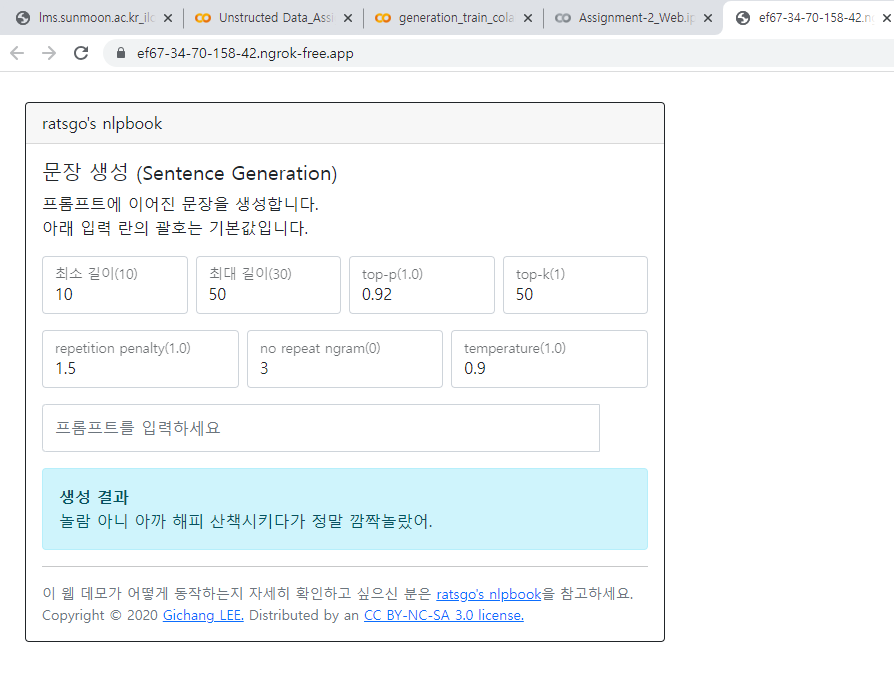 lms.sunmoon.ac.kr_ilo
Unstructed Data_Assi
generation_train_cola
Assignment-2_Web.ip
ef67-34-70-158-42.n
ef67-34-70-158-42.ngrok-free.app
ratsgo's nlpbook
문장 생성 (Sentence Generation)
프롬프트에 이어진 문장을 생성합니다.
아래 입력 란의 괄호는 기본값입니다.
최소 길이(10) 최대 길이(30) top-p(1.0) top-k(1)
10 50 0.92 50
repetition penalty(1.0) no repeat ngram(0) temperature(1.0)
1.5 3 0.9
프롬프트를 입력하세요
생성 결과
놀람 아니 아까 해피 산책시키다가 정말 깜짝놀랐어.
이 웹 데모가 어떻게 동작하는지 자세히 확인하고 싶으신 분은 ratsgo's nlpbook을 참고하세요.
Copyright © 2020 Gichang LEE. Distributed by an CC BY-NC-SA 3.0 license.